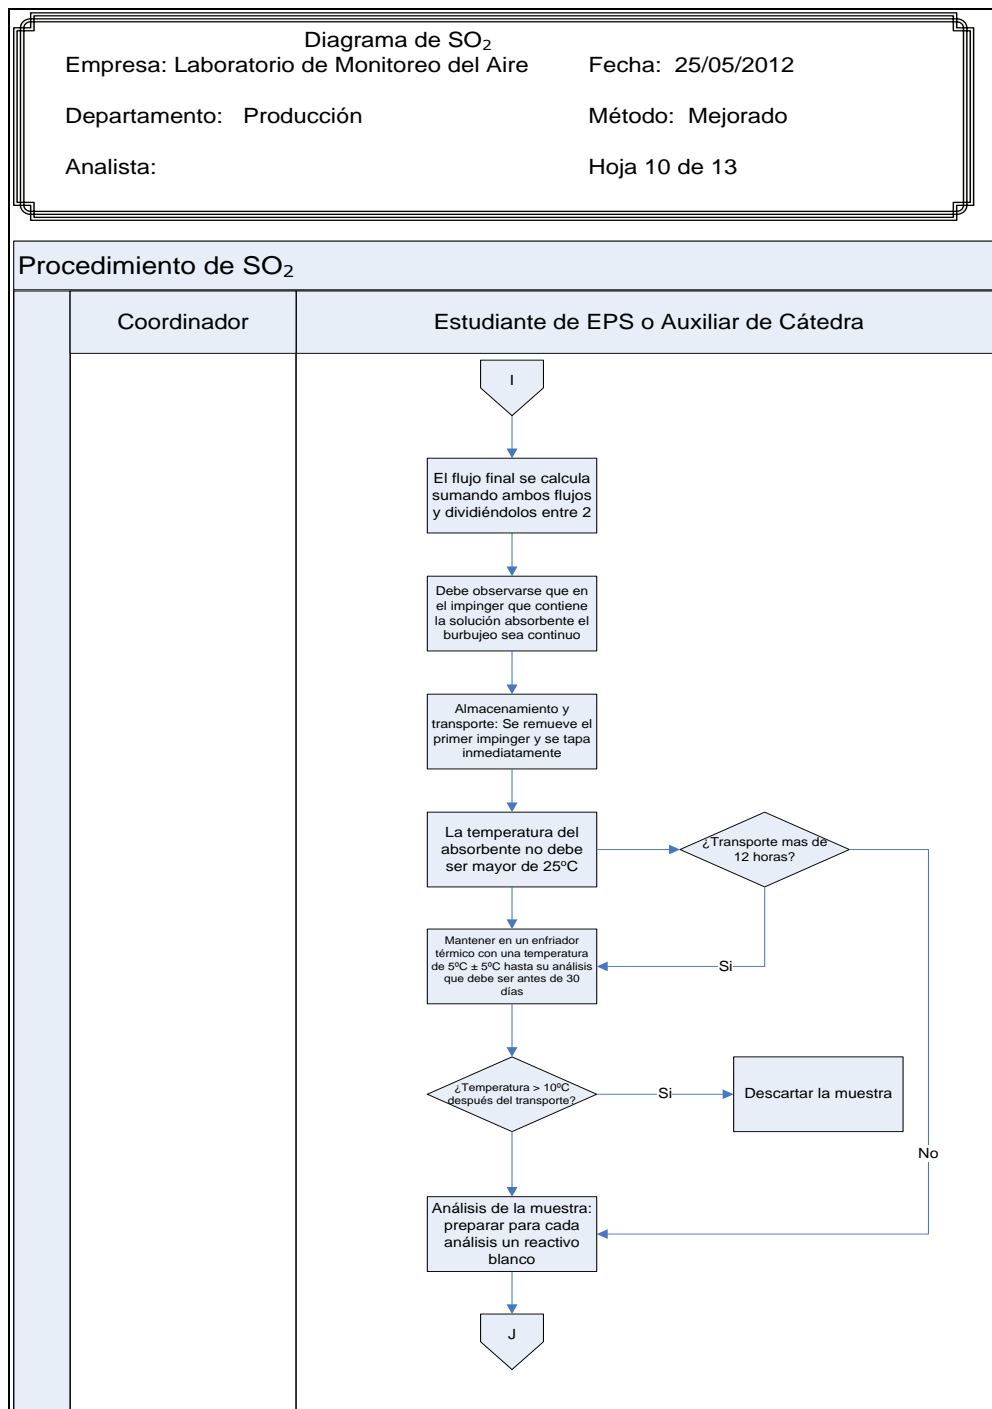 Diagrama de SO₂
Empresa: Laboratorio de Monitoreo del Aire Fecha: 25/05/2012
Departamento: Producción Método: Mejorado
Analista: Hoja 10 de 13
Procedimiento de SO₂
Coordinador Estudiante de EPS o Auxiliar de Cátedra
I
El flujo final se calcula
sumando ambos flujos
y dividiéndolos entre 2
Debe observarse que en
el impinger que contiene
la solución absorbente el
burbujeo sea continuo
Almacenamiento y
transporte: Se remueve el
primer impinger y se tapa
inmediatamente
La temperatura del
absorbente no debe
ser mayor de 25ºC
¿Transporte mas de
12 horas?
Mantener en un enfriador
térmico con una temperatura
de 5ºC ± 5ºC hasta su análisis
que debe ser antes de 30
días
Si
¿Temperatura > 10ºC
después del transporte?
Si
Descartar la muestra
No
Análisis de la muestra:
preparar para cada
análisis un reactivo
blanco
J